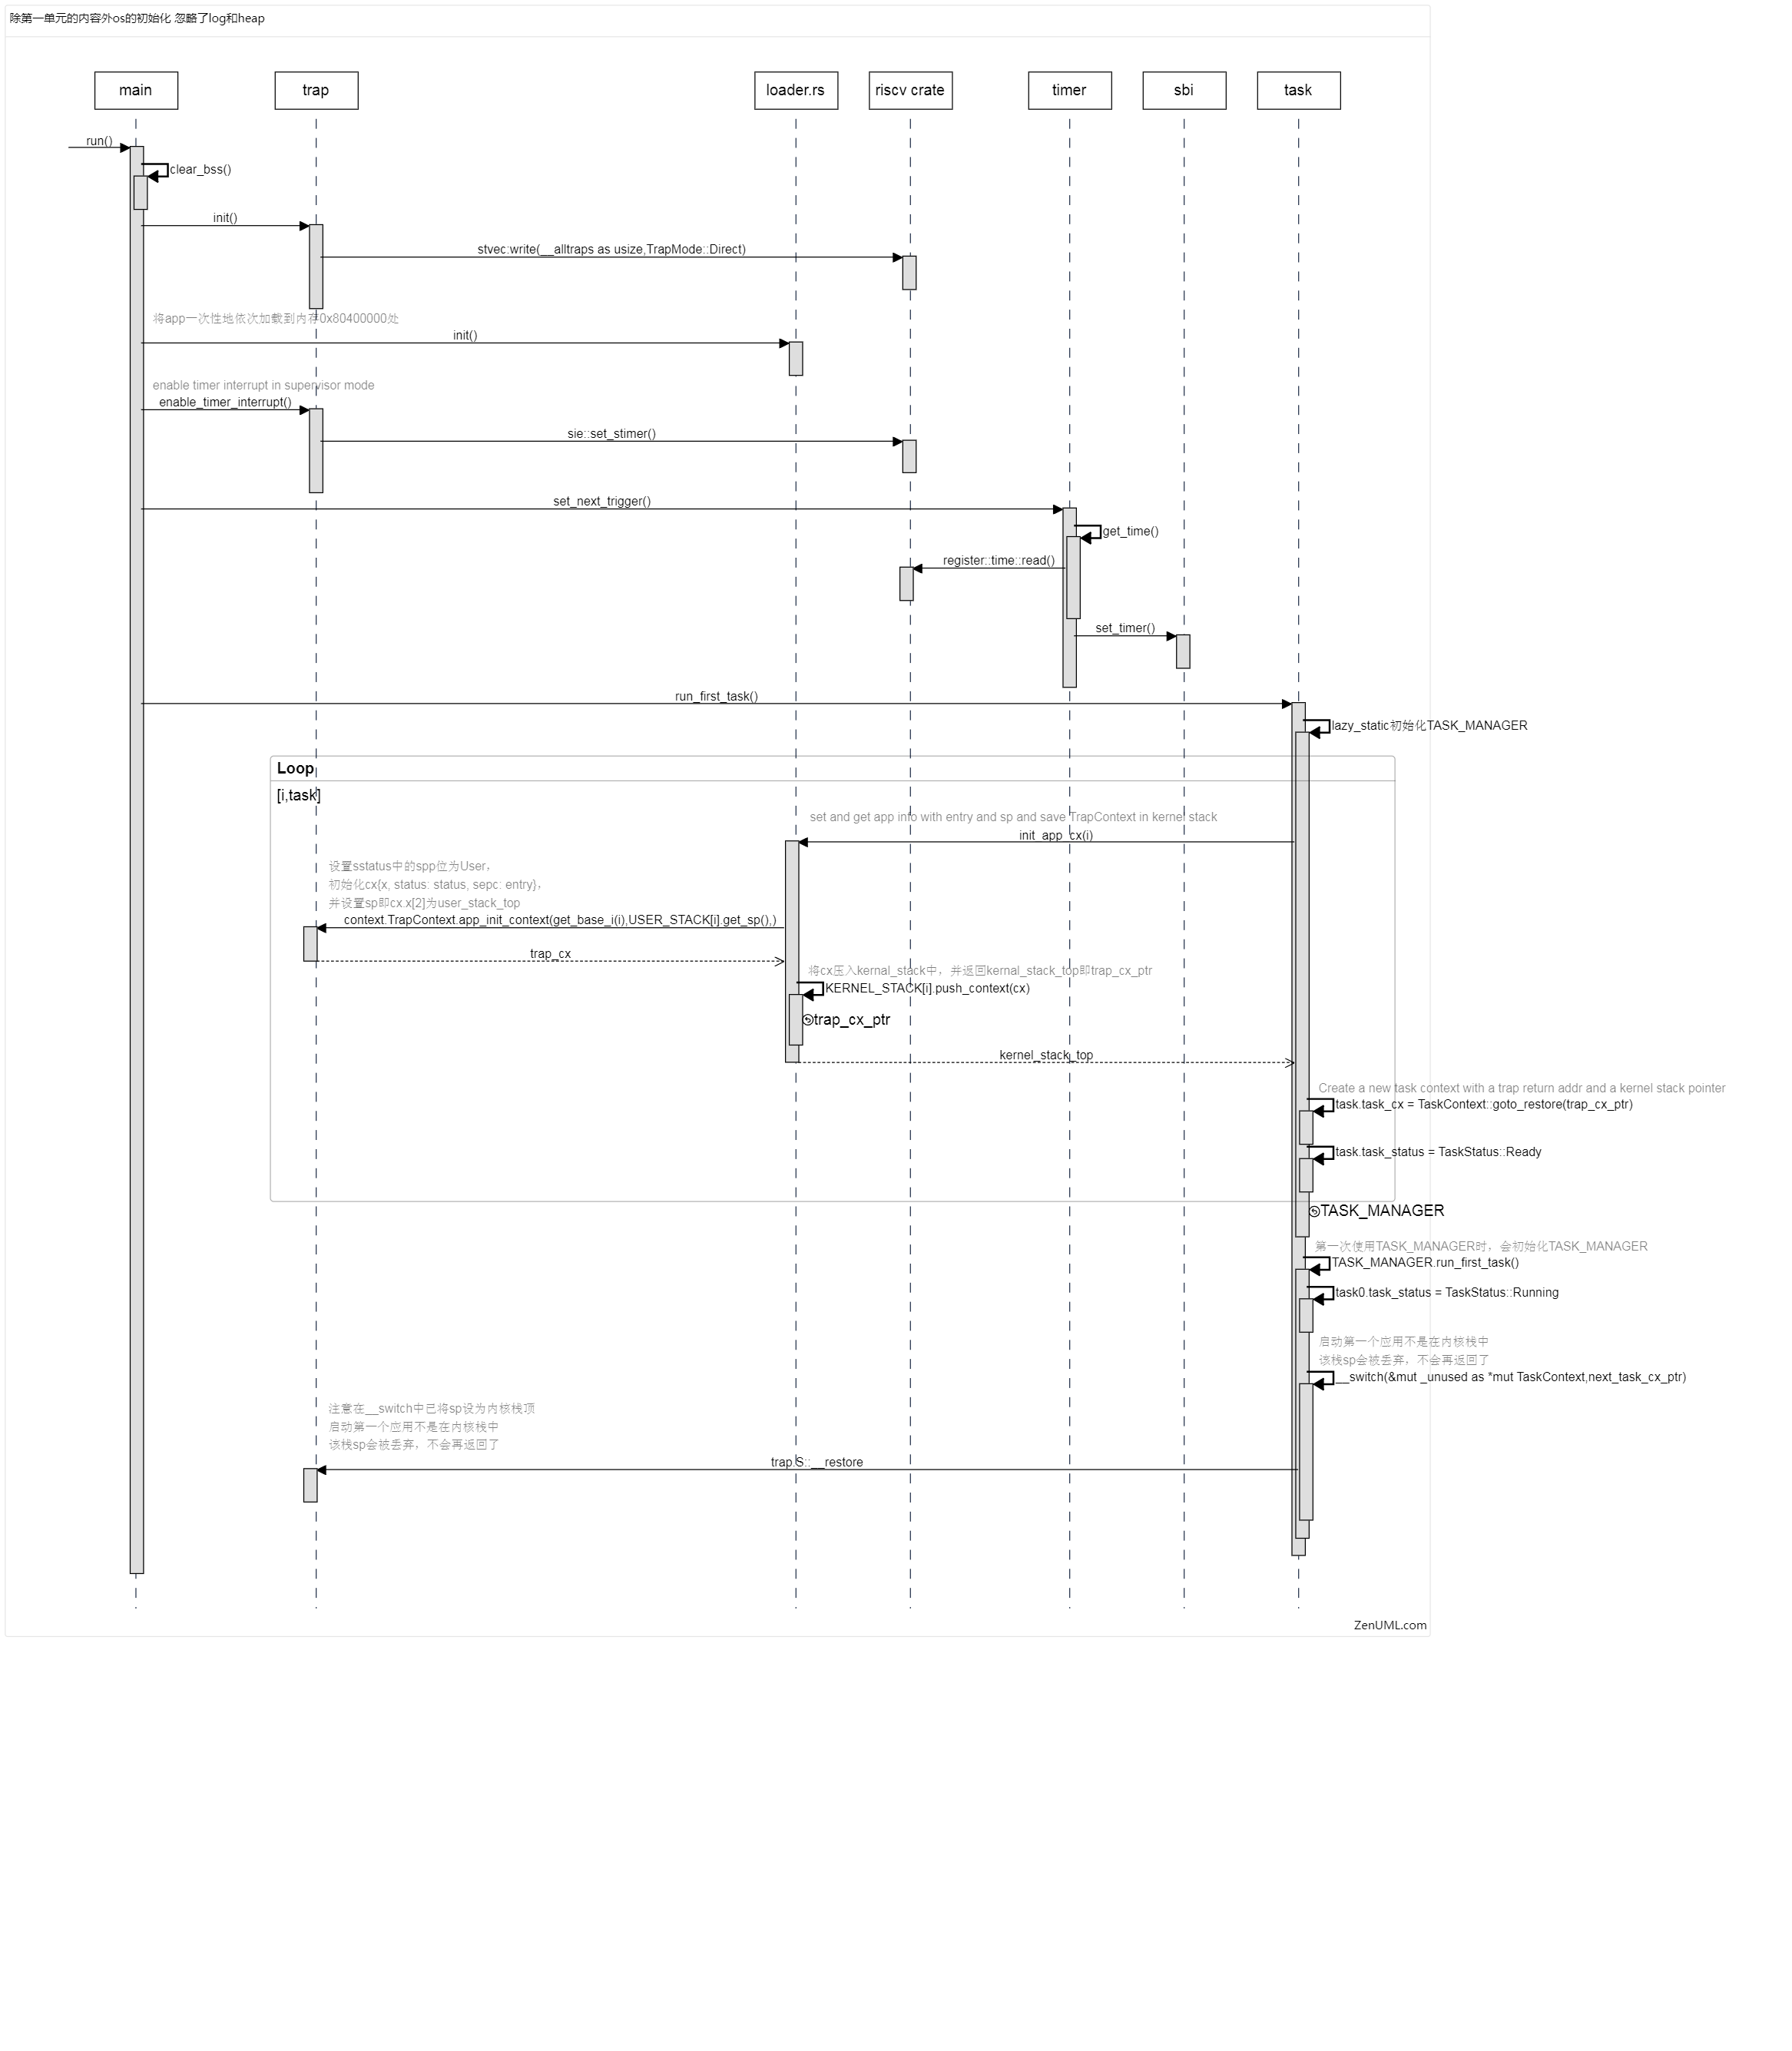 除第一单元的内容外os的初始化 忽略了log和heap
main
trap
loader.rs
riscv crate
timer
sbi
task
run()
clear_bss()
init()
stvec:write(__alltraps as usize,TrapMode::Direct)
将app一次性地依次加载到内存0x80400000处
init()
enable timer interrupt in supervisor mode
enable_timer_interrupt()
sie::set_stimer()
set_next_trigger()
get_time()
register::time::read()
set_timer()
run_first_task()
lazy_static初始化TASK_MANAGER
Loop
[i,task]
set and get app info with entry and sp and save TrapContext in kernel stack
init_app_cx(i)
设置sstatus中的spp位为User，
初始化cx{x, status: status, sepc: entry}，
并设置sp即cx.x[2]为user_stack_top
context.TrapContext.app_init_context(get_base_i(i),USER_STACK[i].get_sp(),)
trap_cx
将cx压入kernal_stack中，并返回kernal_stack_top即trap_cx_ptr
KERNEL_STACK[i].push_context(cx)
trap_cx_ptr
kernel_stack_top
Create a new task context with a trap return addr and a kernel stack pointer
task.task_cx = TaskContext::goto_restore(trap_cx_ptr)
task.task_status = TaskStatus::Ready
TASK_MANAGER
第一次使用TASK_MANAGER时，会初始化TASK_MANAGER
TASK_MANAGER.run_first_task()
task0.task_status = TaskStatus::Running
启动第一个应用不是在内核栈中
该栈sp会被丢弃，不会再返回了
__switch(&mut _unused as *mut TaskContext,next_task_cx_ptr)
注意在__switch中已将sp设为内核栈顶
启动第一个应用不是在内核栈中
该栈sp会被丢弃，不会再返回了
trap.S::__restore
ZenUML.com